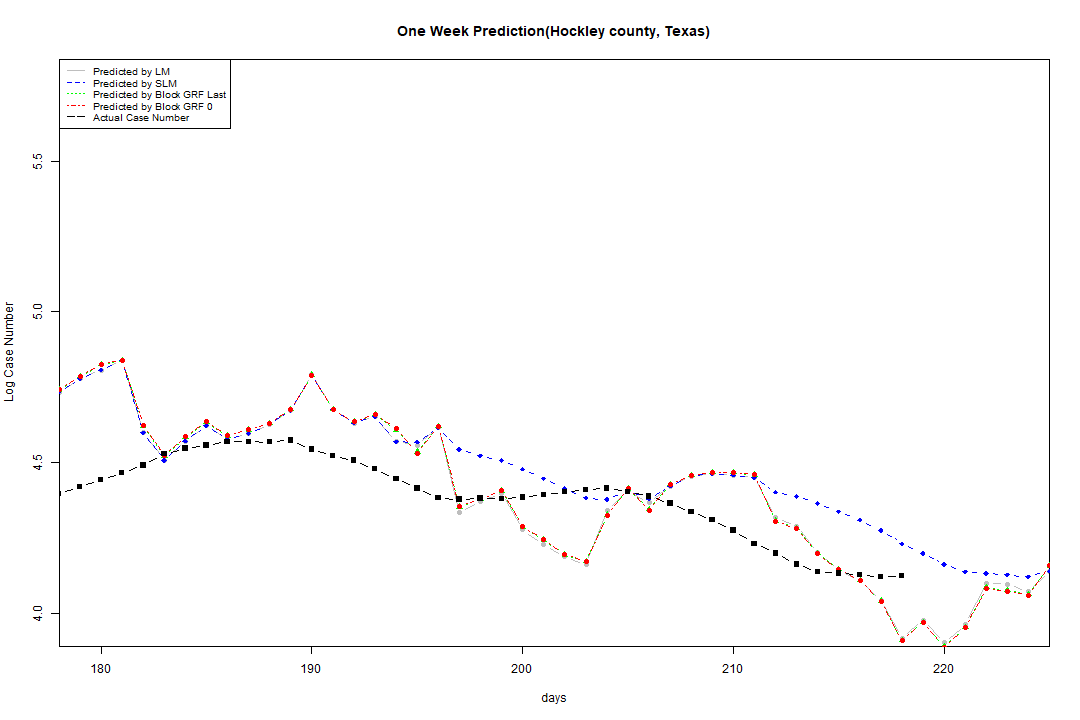 One Week Prediction(Hockley county, Texas)
Predicted by LM
Predicted by SLM
Predicted by Block GRF Last
Predicted by Block GRF 0
Actual Case Number
5.5
5.0
4.5
4.0
Log Case Number
180 190 200 210 220
days